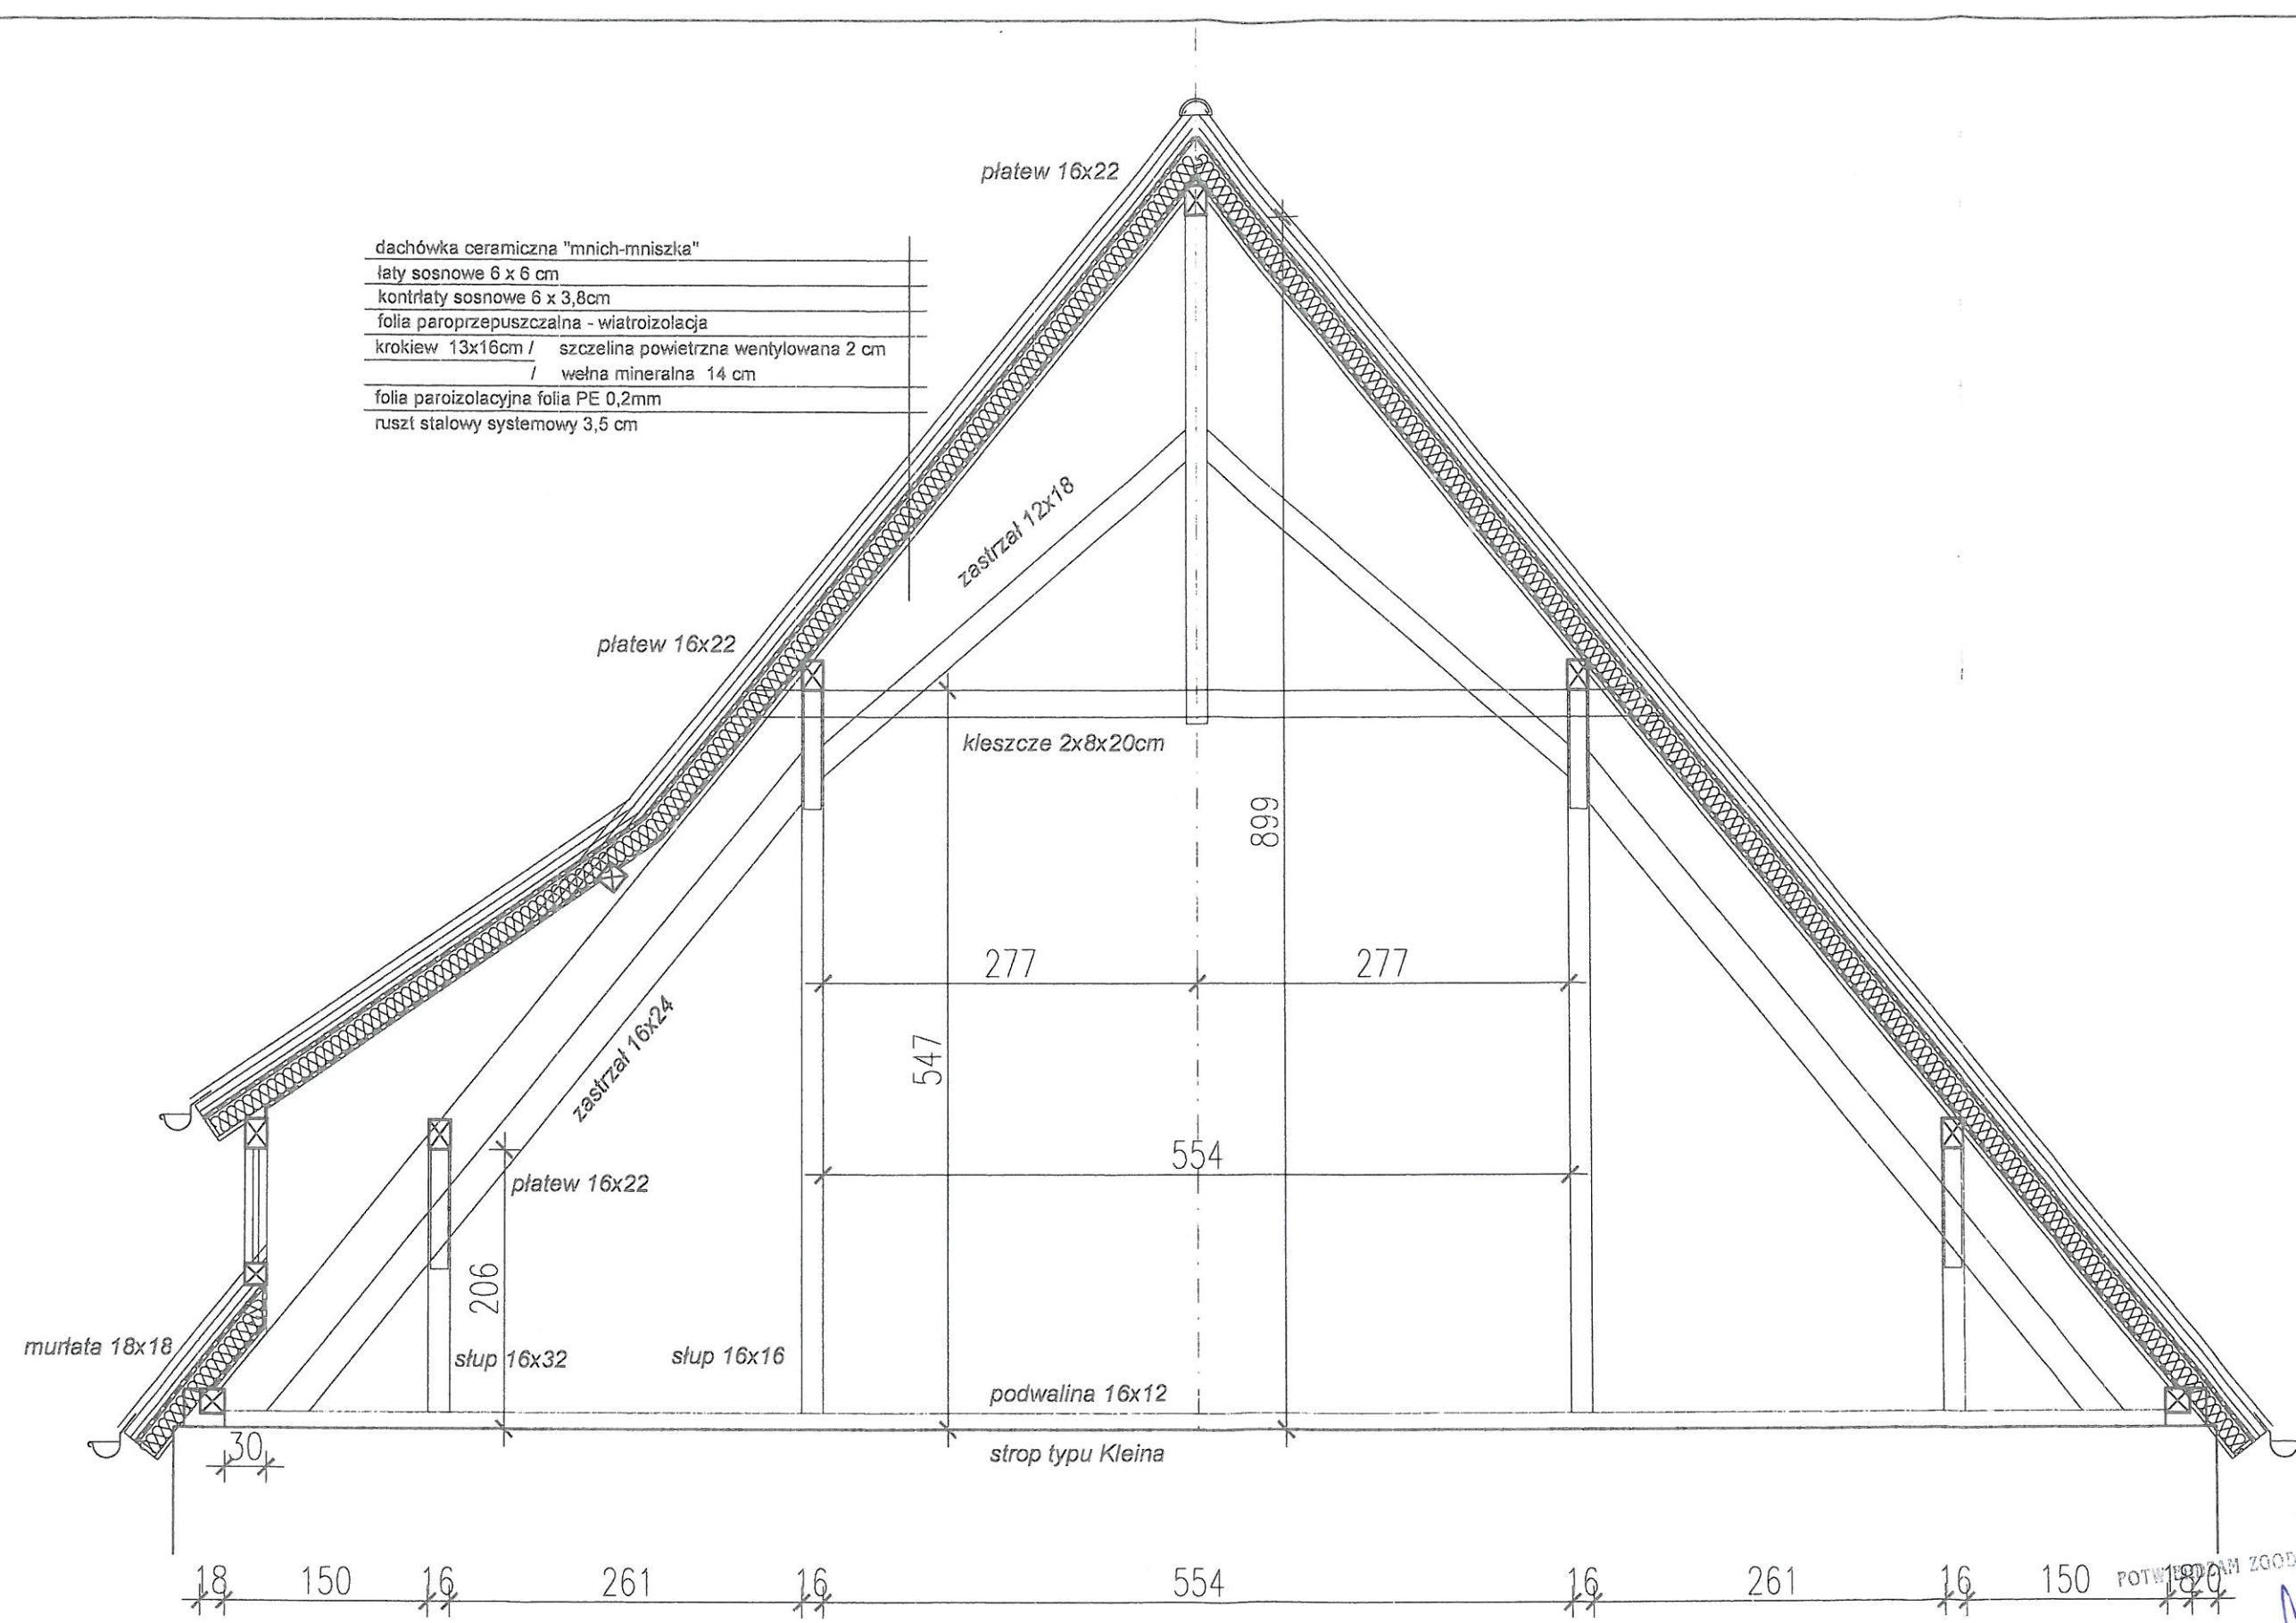 płatew 16x22
dachówka ceramiczna "mnich-mniszka"
łaty sosnowe 6 x 6 cm
kontrłaty sosnowe 6 x 3,8cm
folia paroprzepuszczalna - wiatroizolacja
krokiew 13x16cm / szczelina powietrzna wentylowana 2 cm
/ wełna mineralna 14 cm
folia paroizolacyjna folia PE 0,2mm
ruszt stalowy systemowy 3,5 cm
zastrzał 12x18
płatew 16x22
kleszcze 2x8x20cm
899
277
277
547
zastrzał 16x24
554
płatew 16x22
206
murłata 18x18
słup 16x32
słup 16x16
podwalina 16x12
strop typu Kleina
30
18 150 16 261 16 554 16 261 16 150
POTWIERDZAM